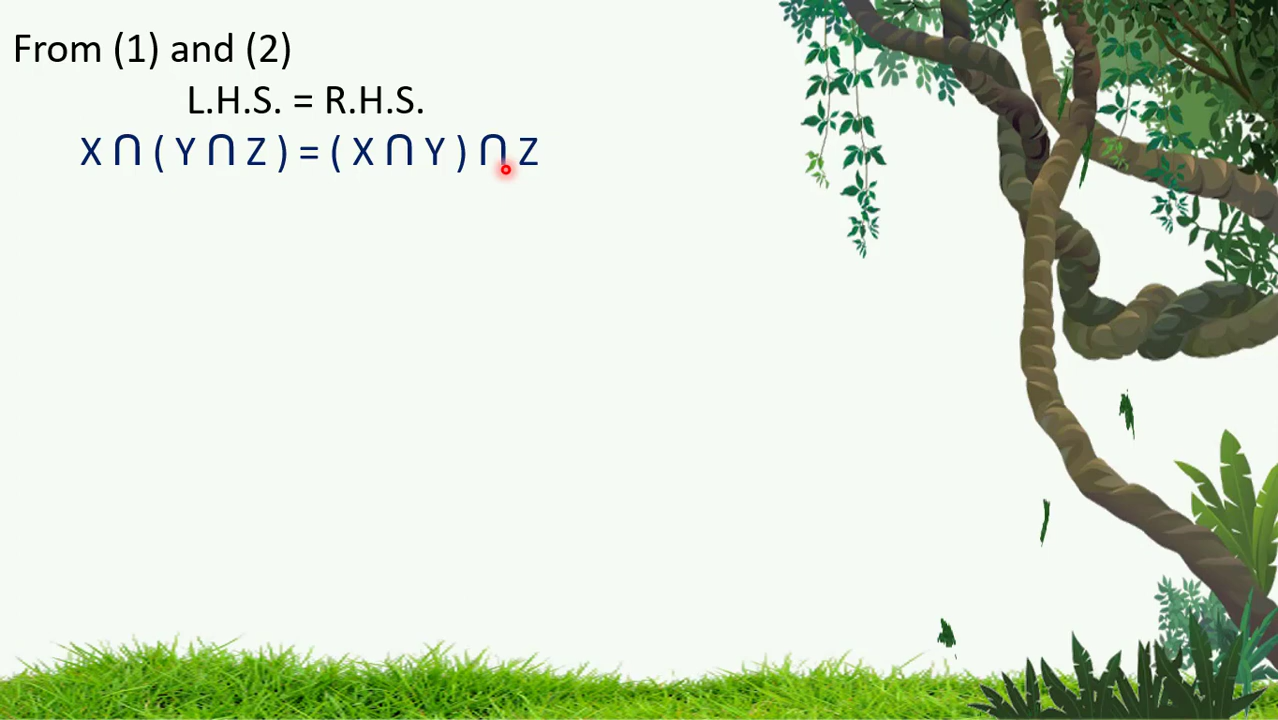 From (1) and (2)
L.H.S. = R.H.S.
X ⋂ ( Y ⋂ Z ) = ( X ⋂ Y ) ⋂ Z